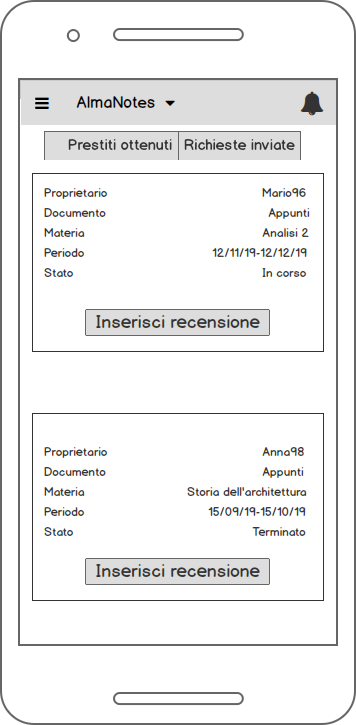 AlmaNotes
Prestiti ottenuti Richieste inviate
Proprietario Mario96
Documento Appunti
Materia Analisi 2
Periodo 12/11/19-12/12/19
Stato In corso
Inserisci recensione
Proprietario Anna98
Documento Appunti
Materia Storia dell'architettura
Periodo 15/09/19-15/10/19
Stato Terminato
Inserisci recensione